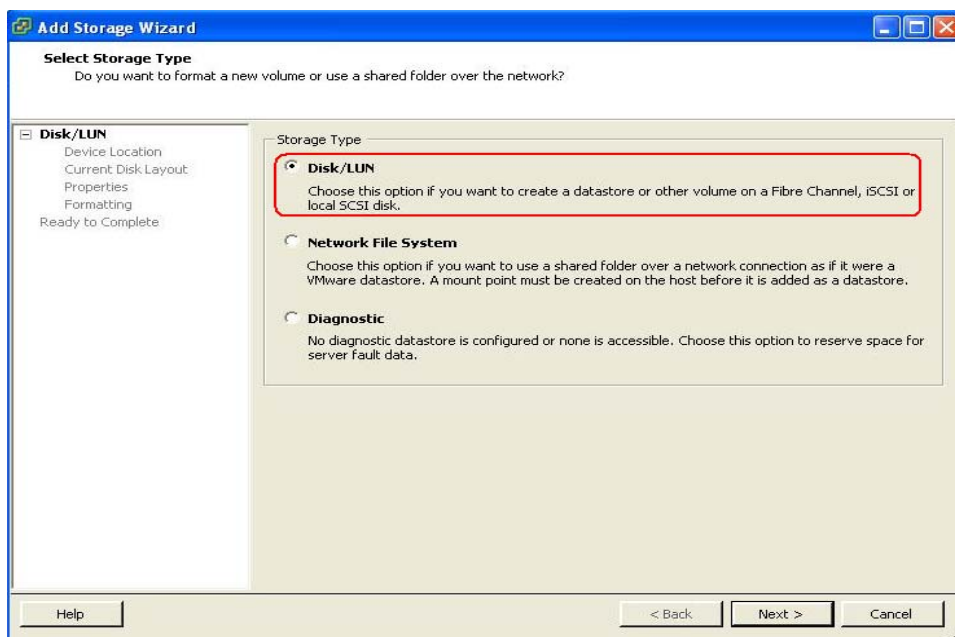 Add Storage Wizard
Select Storage Type
Do you want to format a new volume or use a shared folder over the network?
Disk/LUN
Device Location
Current Disk Layout
Properties
Formatting
Ready to Complete
Storage Type
Disk/LUN
Choose this option if you want to create a datastore or other volume on a Fibre Channel, iSCSI or
local SCSI disk.
Network File System
Choose this option if you want to use a shared folder over a network connection as if it were a
VMware datastore. A mount point must be created on the host before it is added as a datastore.
Diagnostic
No diagnostic datastore is configured or none is accessible. Choose this option to reserve space for
server fault data.
Help
< Back
Next >
Cancel